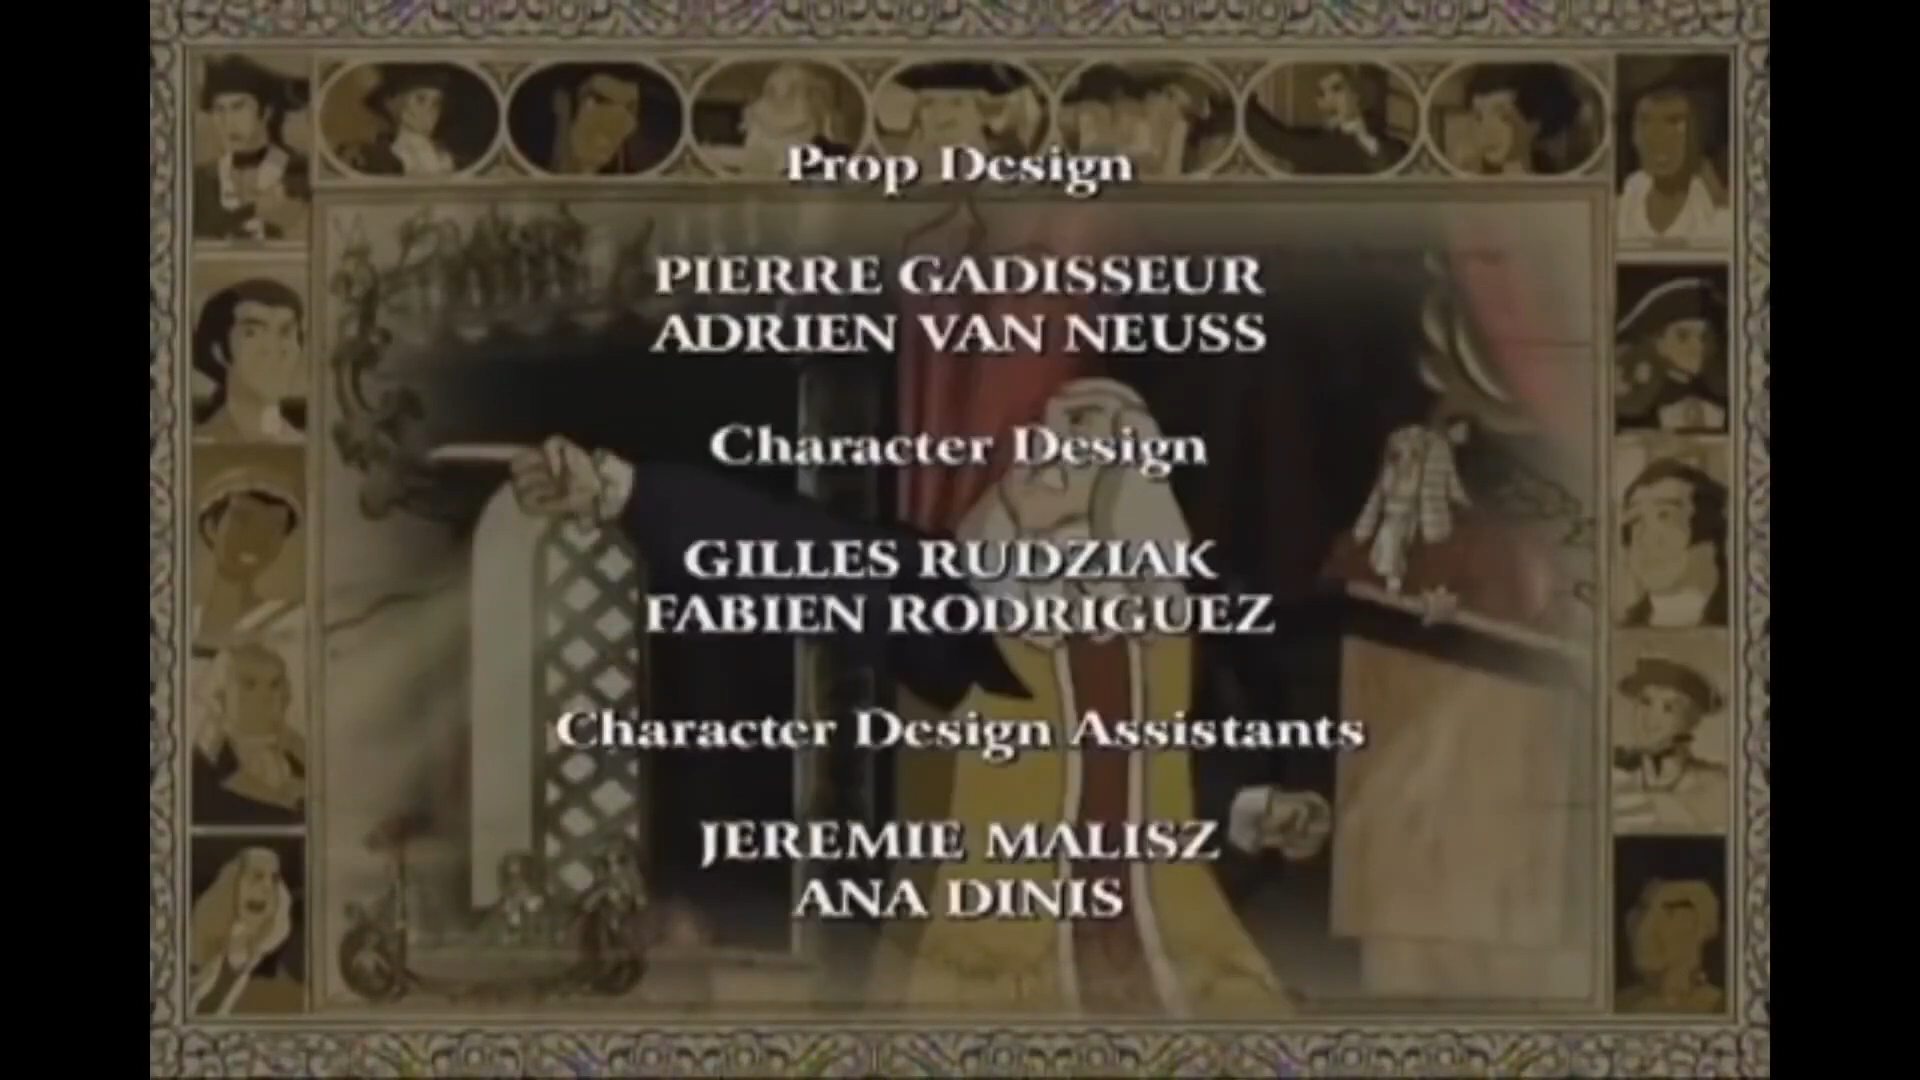 Prop Design
PIERRE GADISSEUR
ADRIEN VAN NEUSS
Character Design
GILLES RUDZIAK
FABIEN RODRIGUEZ
Character Design Assistants
JEREMIE MALISZ
ANA DINIS